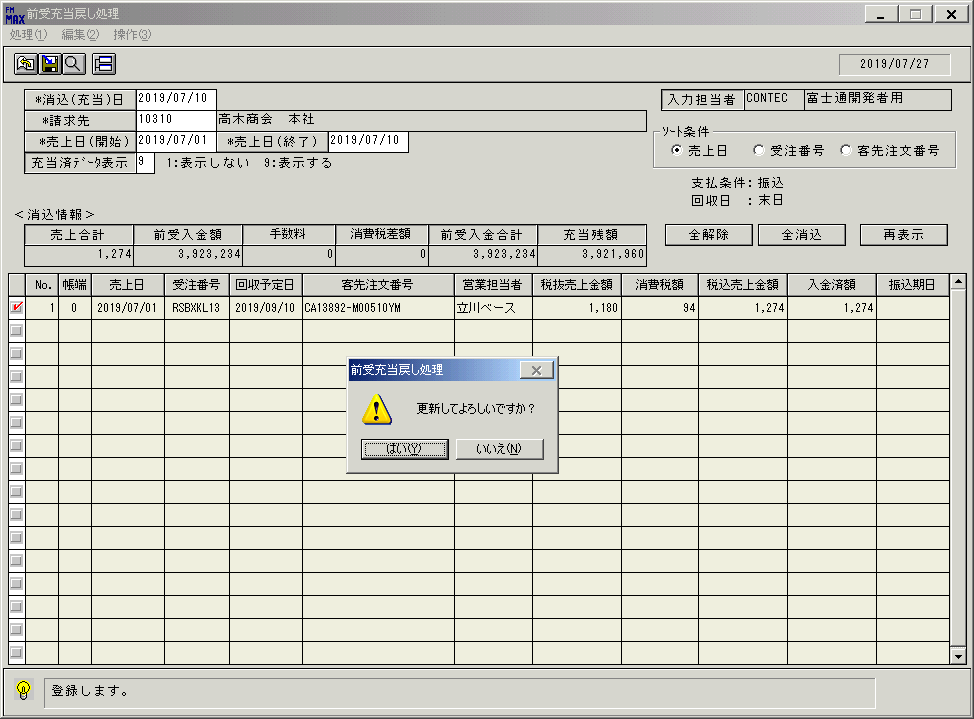 FM MAX 前受充当戻し処理
処理(1) 編集(2) 操作(3)
2019/07/27
*消込(充当)日 2019/07/10
入力担当者 CONTEC 富士通開発者用
*請求先 10310 高木商会 本社
*売上日(開始) 2019/07/01 *売上日(終了) 2019/07/10
充当済ﾃﾞｰﾀ表示 9 1:表示しない 9:表示する
ｿｰﾄ条件
売上日 受注番号 客先注文番号
支払条件: 振込
回収日 : 末日
<消込情報>
売上合計 前受入金額 手数料 消費税差額 前受入金合計 充当残額
1,274 3,923,234 0 0 3,923,234 3,921,960
全解除 全消込 再表示
No. 帳端 売上日 受注番号 回収予定日 客先注文番号 営業担当者 税抜売上金額 消費税額 税込売上金額 入金済額 振込期日
1 0 2019/07/01 RSBXKL13 2019/09/10 CA13892-M00510YM 立川ベース 1,180 94 1,274 1,274
前受充当戻し処理
更新してよろしいですか？
はい(Y) いいえ(N)
登録します。